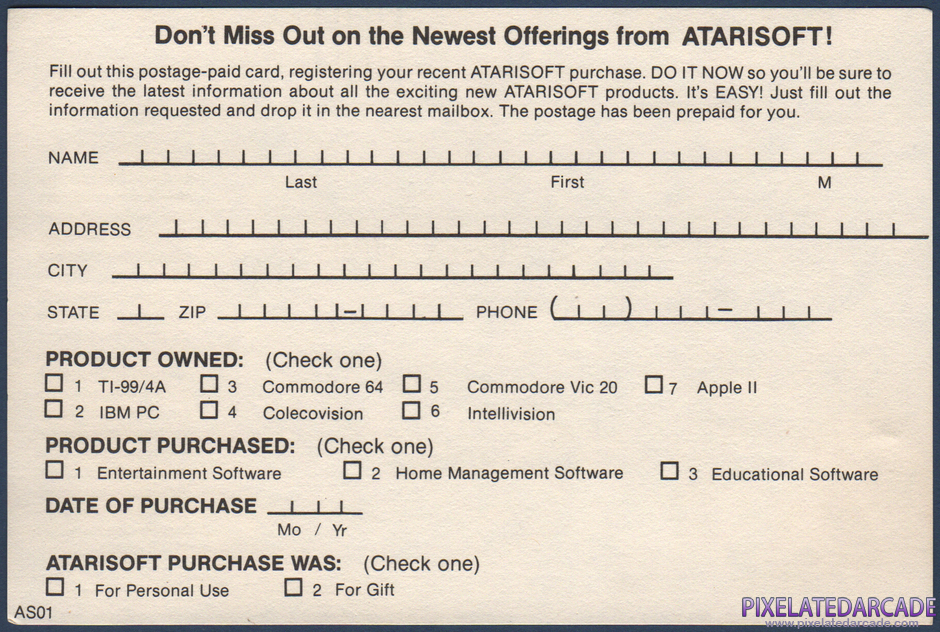 Don't Miss Out on the Newest Offerings from ATARISOFT!
Fill out this postage-paid card, registering your recent ATARISOFT purchase. DO IT NOW so you'll be sure to
receive the latest information about all the exciting new ATARISOFT products. It's EASY! Just fill out the
information requested and drop it in the nearest mailbox. The postage has been prepaid for you.
NAME
Last First M
ADDRESS
CITY
STATE ZIP – PHONE ( ) –
PRODUCT OWNED: (Check one)
1 TI-99/4A 3 Commodore 64 5 Commodore Vic 20 7 Apple II
2 IBM PC 4 Colecovision 6 Intellivision
PRODUCT PURCHASED: (Check one)
1 Entertainment Software 2 Home Management Software 3 Educational Software
DATE OF PURCHASE
Mo / Yr
ATARISOFT PURCHASE WAS: (Check one)
1 For Personal Use 2 For Gift
AS01
PIXELATEDARCADE
www.pixelatedarcade.com